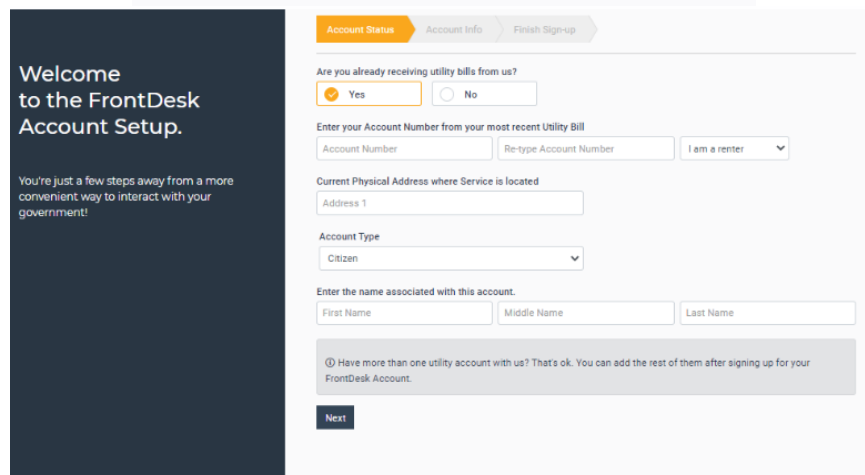 Account Status
Account Info
Finish Sign-up
Welcome
to the FrontDesk
Account Setup.
You're just a few steps away from a more
convenient way to interact with your
government!
Are you already receiving utility bills from us?
Yes
No
Enter your Account Number from your most recent Utility Bill
Account Number
Re-type Account Number
I am a renter
Current Physical Address where Service is located
Address 1
Account Type
Citizen
Enter the name associated with this account.
First Name
Middle Name
Last Name
Have more than one utility account with us? That's ok. You can add the rest of them after signing up for your
FrontDesk Account.
Next